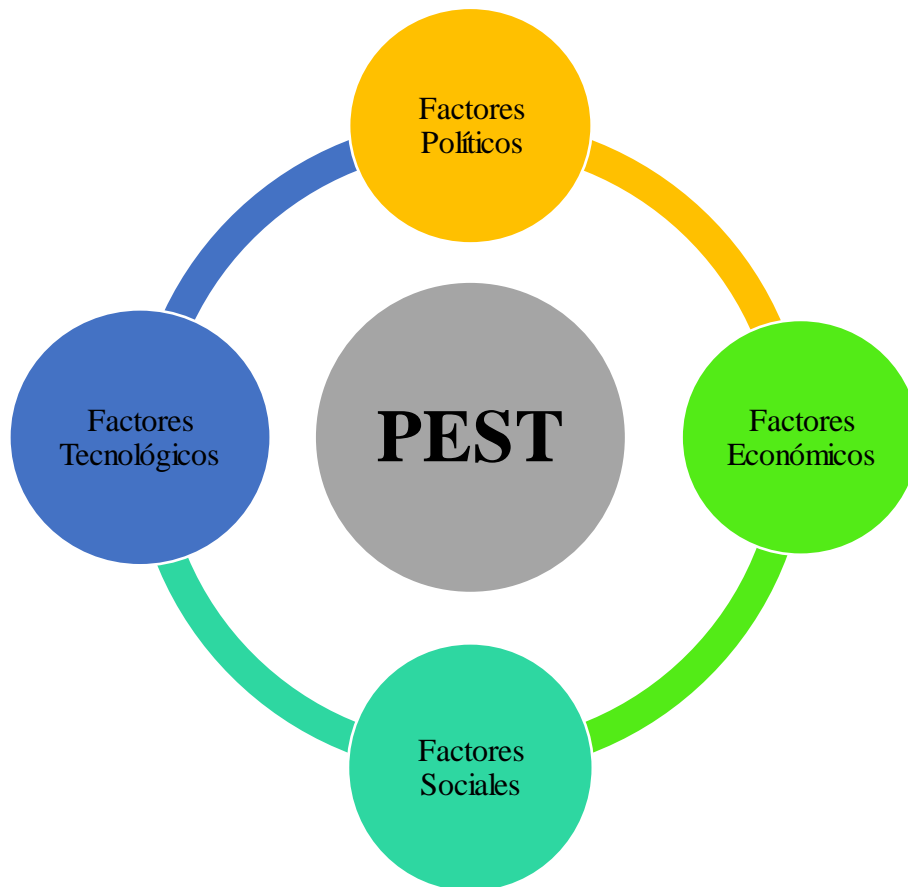 Factores
Políticos
Factores
Tecnológicos
PEST
Factores
Económicos
Factores
Sociales